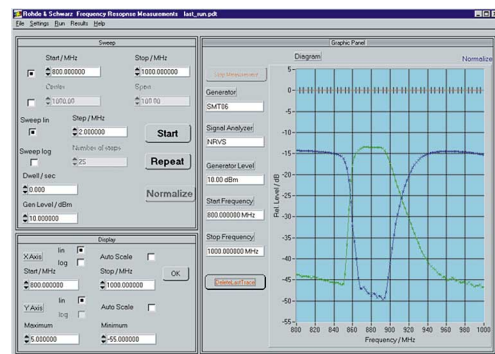 Rohde & Schwarz Frequency Resopnse Measurements last_run.pdt
File Settings Run Results Help
Sweep
Start / MHz
Stop / MHz
800.000000
1000.000000
Center
Span
Sweep lin
Step / MHz
2.000000
Start
Sweep log
Number of steps
25
Repeat
Dwell / sec
0.000
Normalize
Gen Level / dBm
10.000000
Display
X Axis
lin
log
Auto Scale
OK
Start / MHz
Stop / MHz
800.000000
1000.000000
Y Axis
lin
log
Auto Scale
Maximum
Minimum
5.000000
-55.000000
Graphic Panel
Diagram
Normalize
Generator
SMT06
Signal Analyzer
NRVS
Generator Level
10.00 dBm
Start Frequency
800.000000 MHz
Stop Frequency
1000.000000 MHz
DeleteLastTrace
Rel. Level / dB
5
0
-5
-10
-15
-20
-25
-30
-35
-40
-45
-50
-55
800 820 840 860 880 900 920 940 960 980 1000
Frequency / MHz